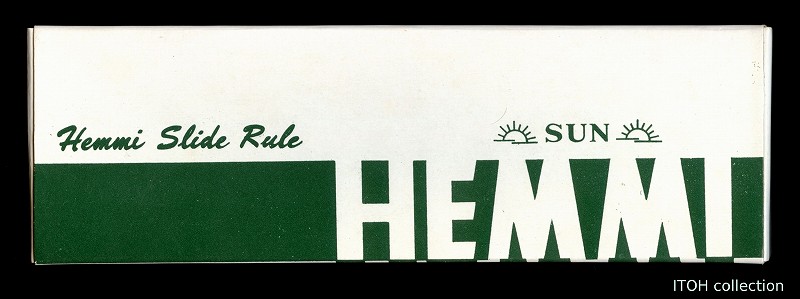 Hemmi Slide Rule
SUN
HEMMI
ITOH collection